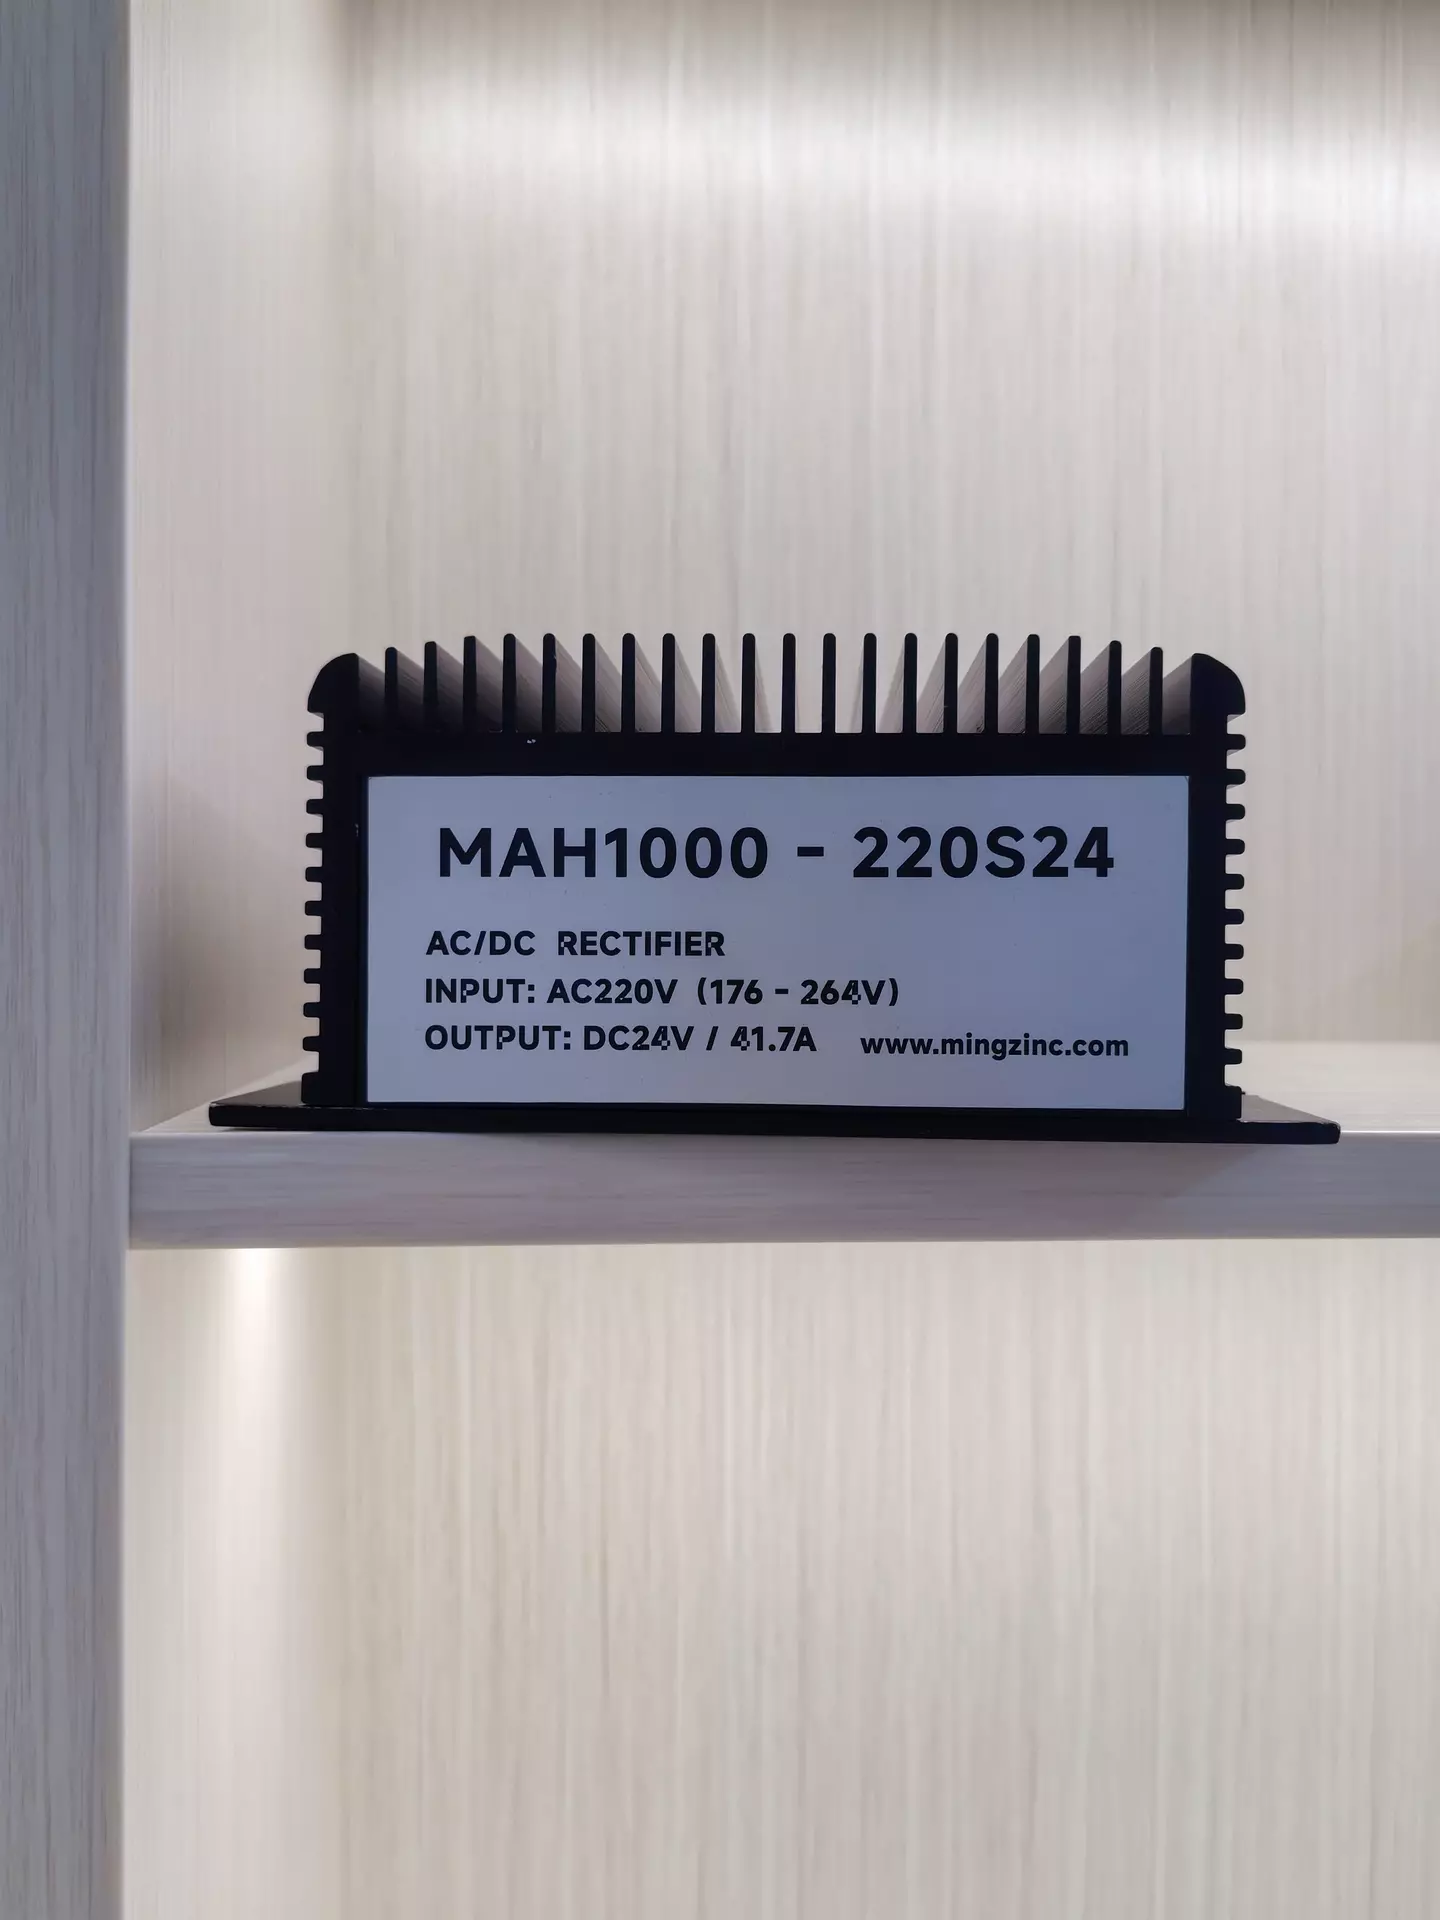 MAH1000 - 220S24
AC/DC RECTIFIER
INPUT: AC220V (176 - 264V)
OUTPUT: DC24V / 41.7A www.mingzinc.com